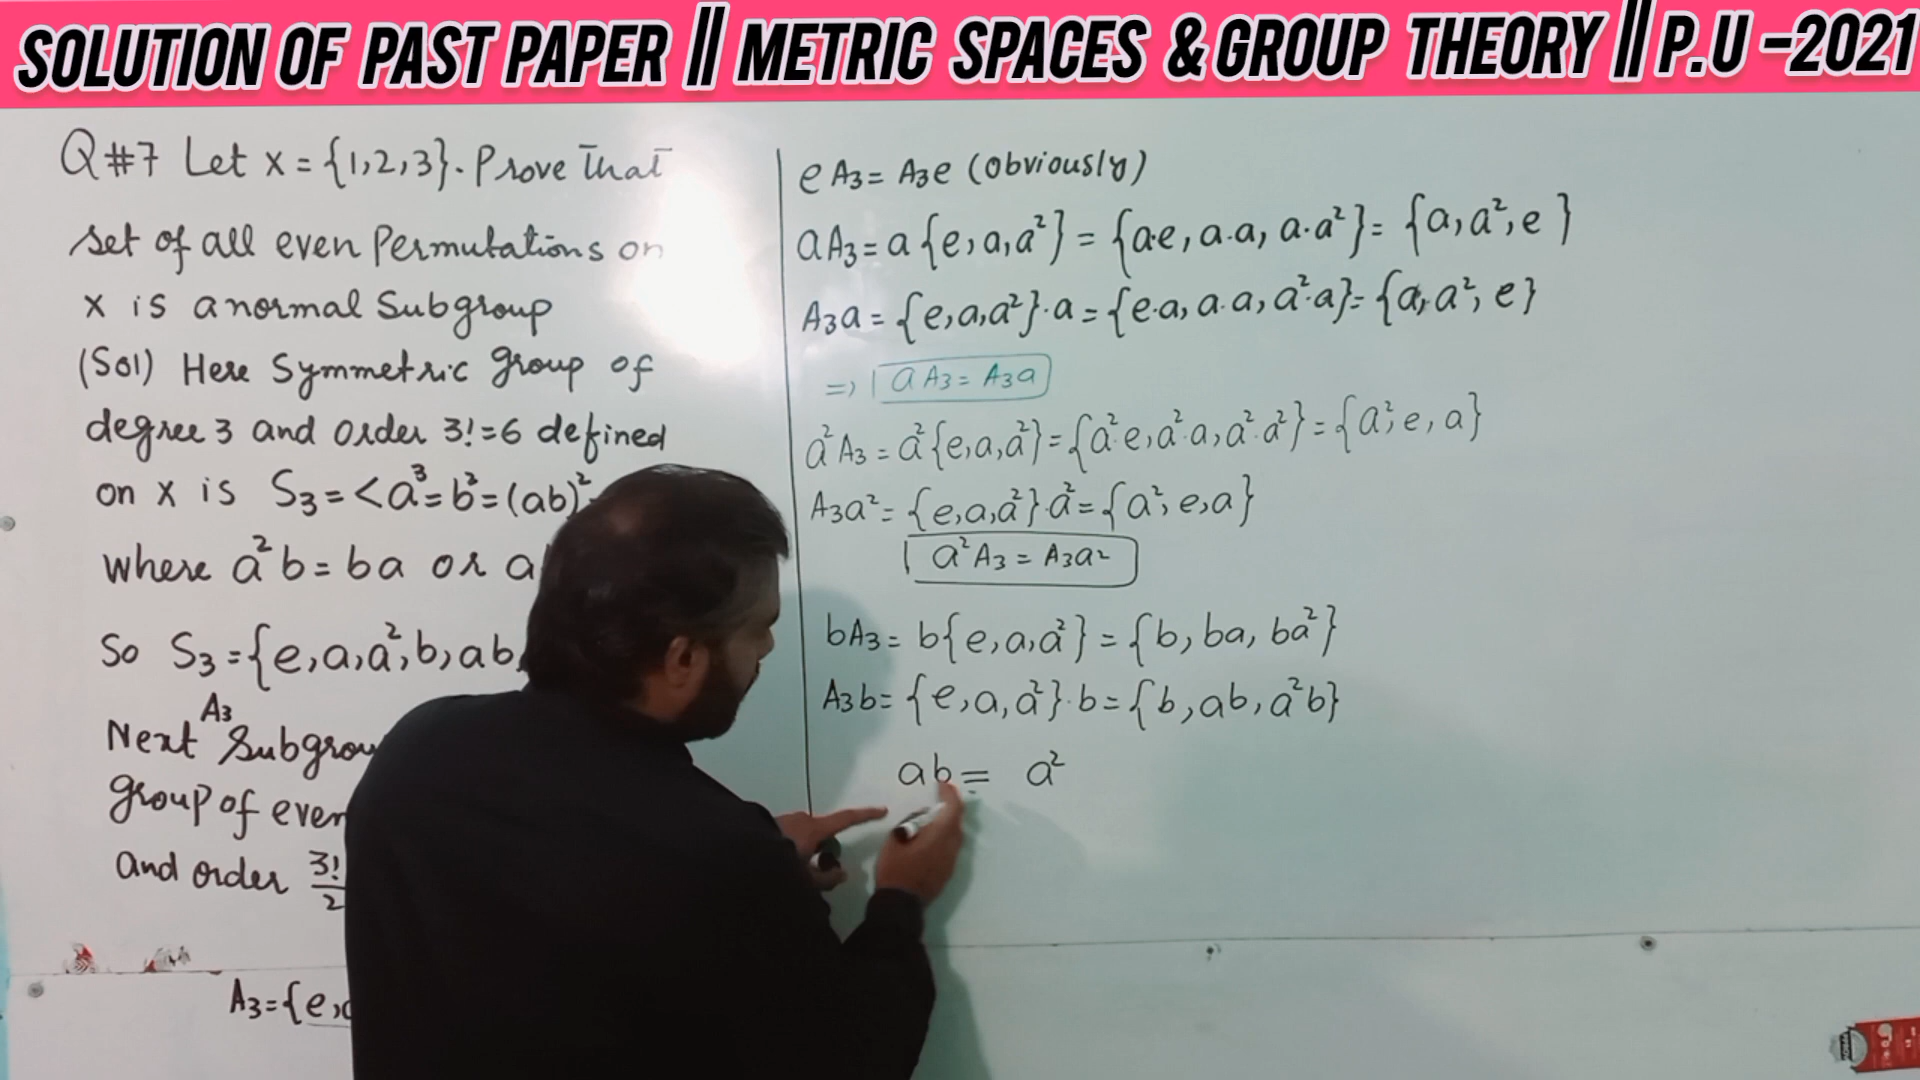 SOLUTION OF PAST PAPER || METRIC SPACES & GROUP THEORY || P.U -2021
Q#7 Let x = {1,2,3}. Prove That
set of all even Permutations on
x is a normal Subgroup
(Sol) Here Symmetric group of
degree 3 and order 3! = 6 defined
on x is S₃ = <a³ = b² = (ab)²
where a²b = ba or a
So S₃ = {e, a, a², b, ab,
A₃
Next Subgrou
group of even
and order 3!/2
A₃ = {e,
eA₃ = A₃e (obviously)
aA₃ = a{e, a, a²} = {a·e, a·a, a·a²} = {a, a², e}
A₃a = {e, a, a²}·a = {e·a, a·a, a²·a} = {a, a², e}
=> aA₃ = A₃a
a²A₃ = a²{e, a, a²} = {a²·e, a²·a, a²·a²} = {a², e, a}
A₃a² = {e, a, a²}·a² = {a², e, a}
a²A₃ = A₃a²
bA₃ = b{e, a, a²} = {b, ba, ba²}
A₃b = {e, a, a²}·b = {b, ab, a²b}
ab = a²